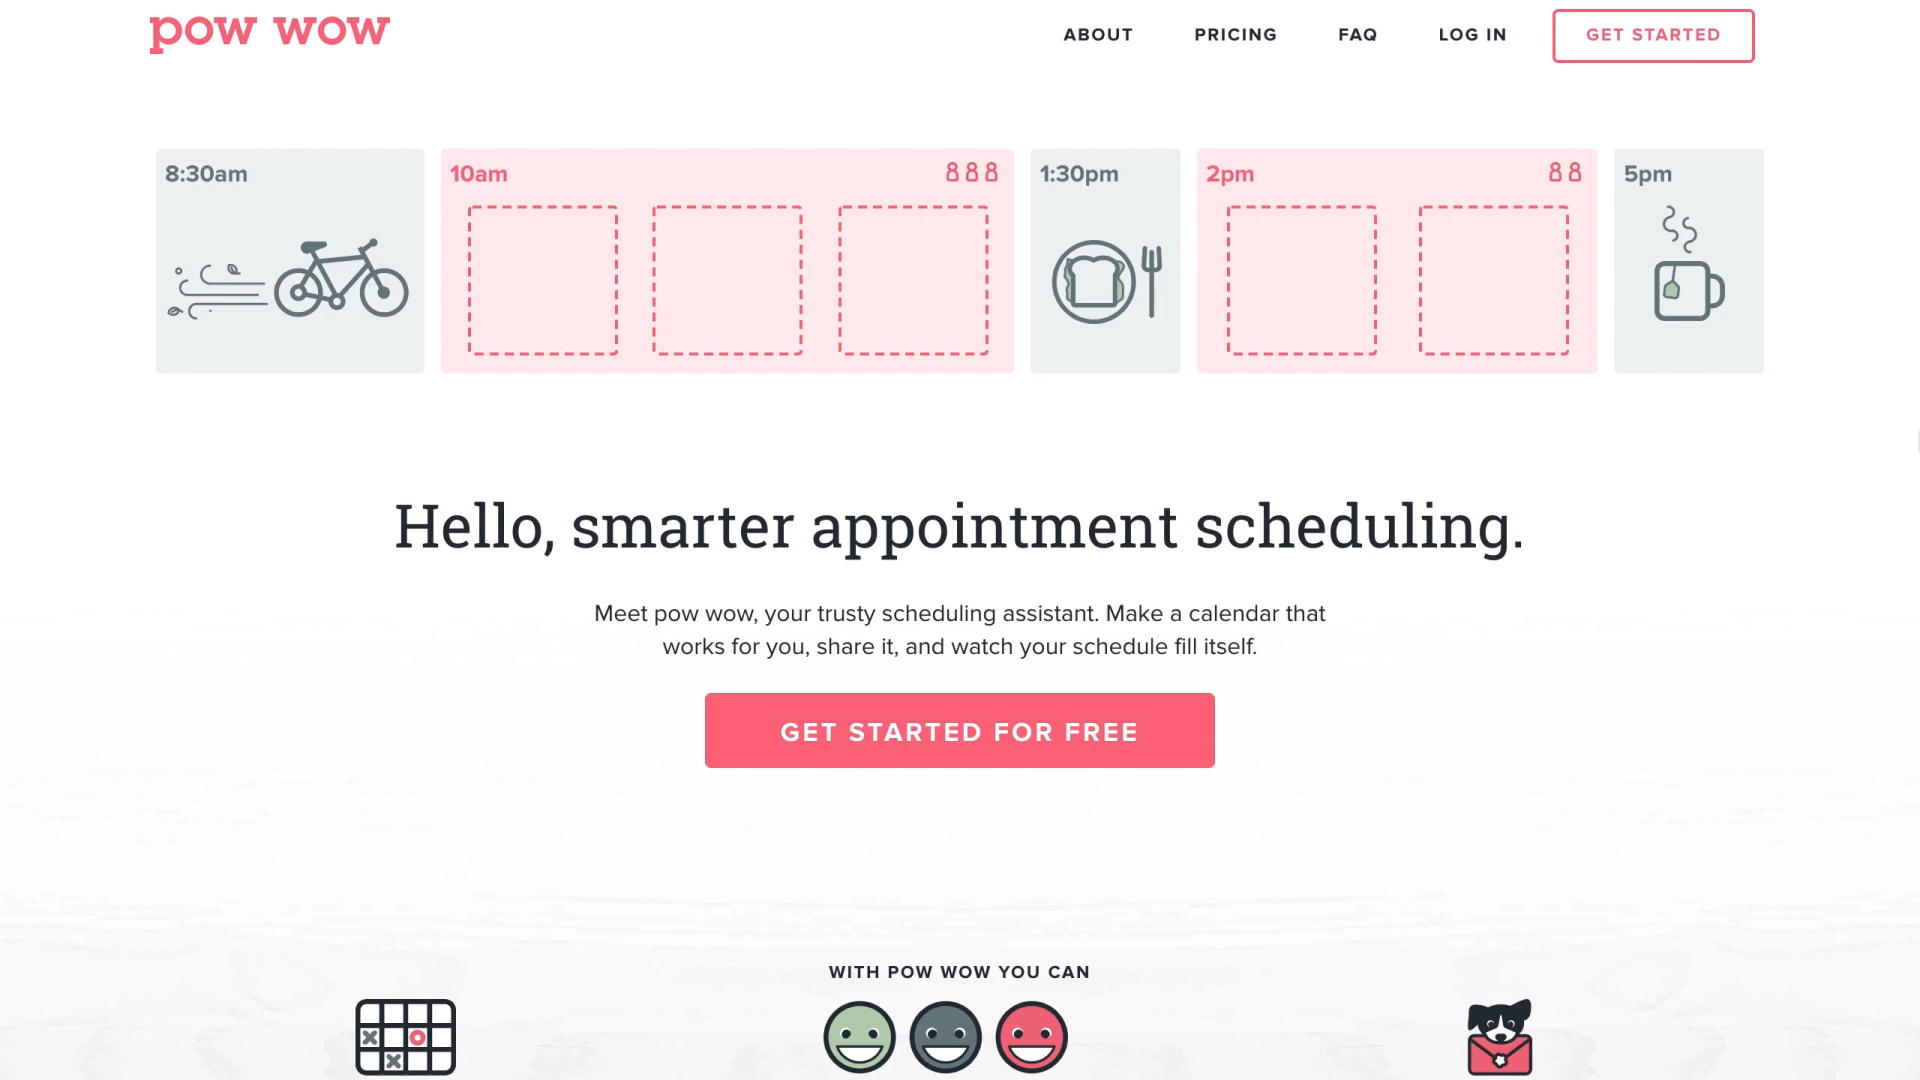 pow wow
ABOUT PRICING FAQ LOG IN GET STARTED
8:30am 10am 1:30pm 2pm 5pm
Hello, smarter appointment scheduling.
Meet pow wow, your trusty scheduling assistant. Make a calendar that
works for you, share it, and watch your schedule fill itself.
GET STARTED FOR FREE
WITH POW WOW YOU CAN